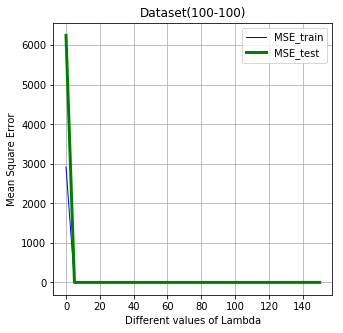 Dataset(100-100)
MSE_train
MSE_test
Mean Square Error
6000
5000
4000
3000
2000
1000
0
0 20 40 60 80 100 120 140
Different values of Lambda